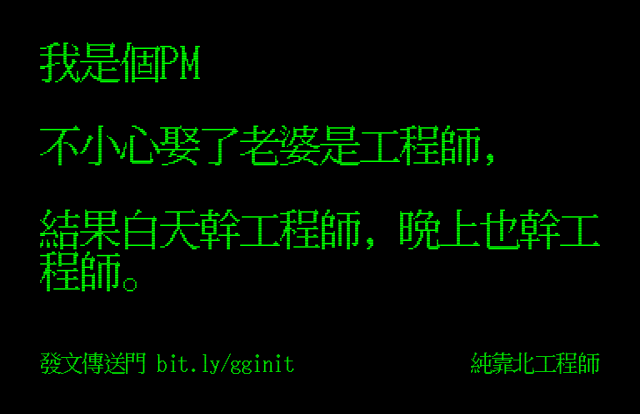 我是個PM
不小心娶了老婆是工程師，
結果白天幹工程師，晚上也幹工
程師。
發文傳送門 bit.ly/gginit
純靠北工程師